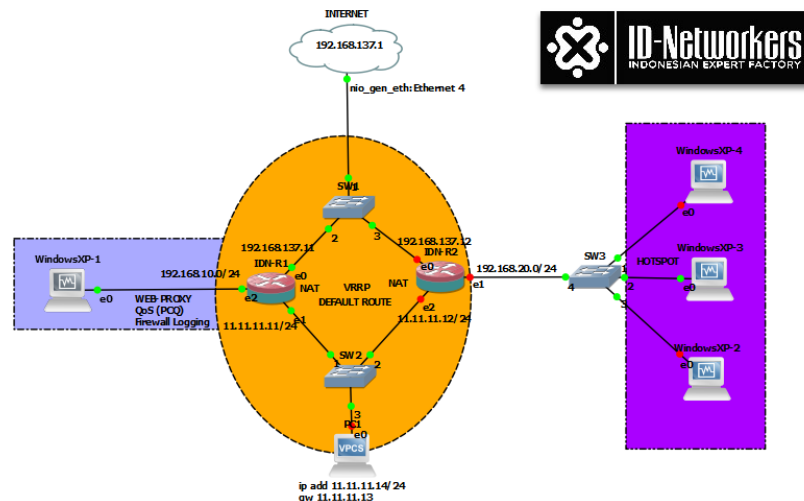 INTERNET
192.168.137.1
nio_gen_eth:Ethernet 4
ID-Networkers
INDONESIAN EXPERT FACTORY
1
SW1
2
3
192.168.137.11
IDN-R1
e0
192.168.137.12
IDN-R2
e0
WindowsXP-1
e0
192.168.10.0/24
e2
NAT
VRRP
DEFAULT ROUTE
NAT
e1
192.168.20.0/24
4
SW3
1
2
3
HOTSPOT
WindowsXP-4
e0
WindowsXP-3
e0
WindowsXP-2
e0
WEB PROXY
QoS (PCQ)
Firewall Logging
11.11.11.11/24
e1
e2
11.11.11.12/24
SW2
1
2
3
PC1
e0
VPCS
ip add 11.11.11.14/24
gw 11.11.11.13